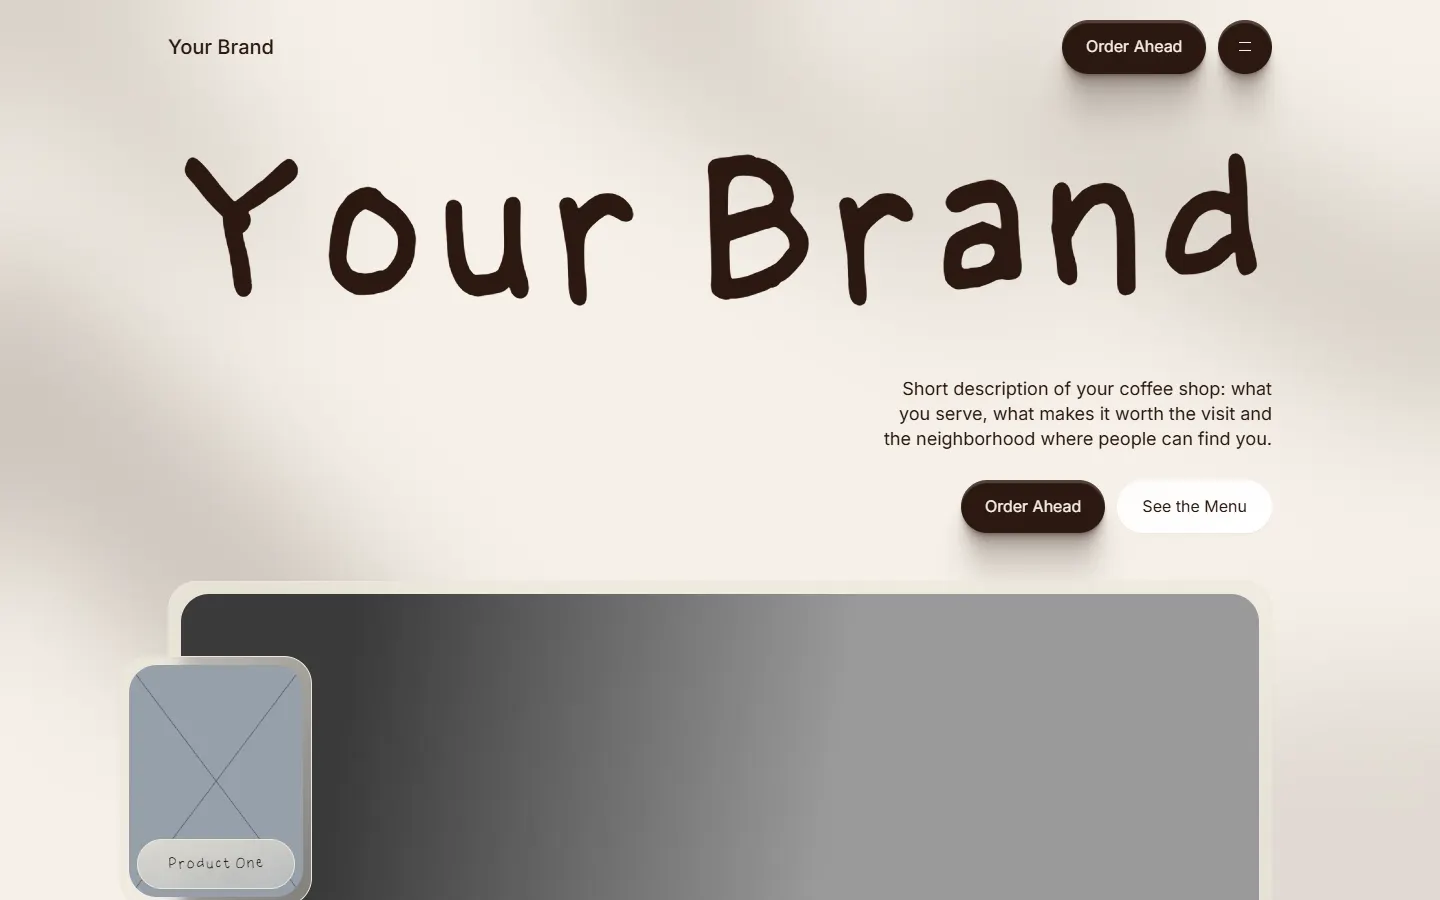 Your Brand
Order Ahead
Your Brand
Short description of your coffee shop: what
you serve, what makes it worth the visit and
the neighborhood where people can find you.
Order Ahead
See the Menu
Product One